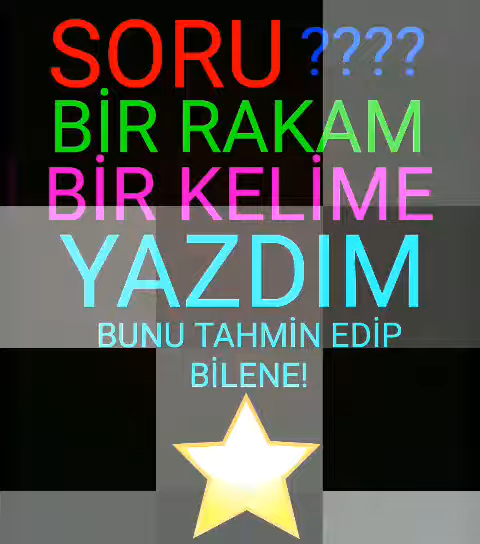 SORU ????
BİR RAKAM
BİR KELİME
YAZDIM
BUNU TAHMİN EDİP
BİLENE!